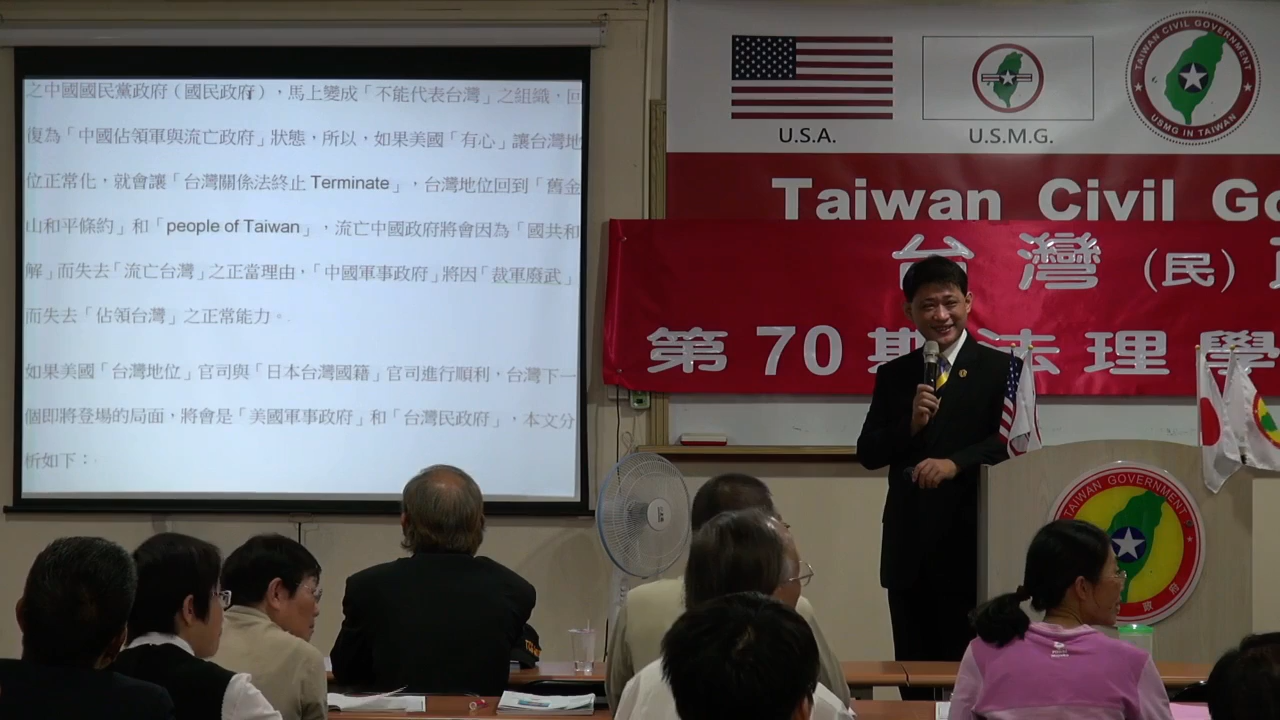 之中國國民黨政府（國民政府），馬上變成「不能代表台灣」之組織，回
復為「中國佔領軍與流亡政府」狀態，所以，如果美國「有心」讓台灣地
位正常化，就會讓「台灣關係法終止 Terminate」，台灣地位回到「舊金
山和平條約」和「people of Taiwan」，流亡中國政府將會因為「國共和
解」而失去「流亡台灣」之正當理由，「中國軍事政府」將因「裁軍廢武」
而失去「佔領台灣」之正常能力。
如果美國「台灣地位」官司與「日本台灣國籍」官司進行順利，台灣下一
個即將登場的局面，將會是「美國軍事政府」和「台灣民政府」，本文分
析如下：
U.S.A.
U.S.M.G.
TAIWAN CIVIL GOVERNMENT
USMG IN TAIWAN
Taiwan Civil Go
台灣（民）
第70期法理學
TAIWAN GOVERNMENT
政府